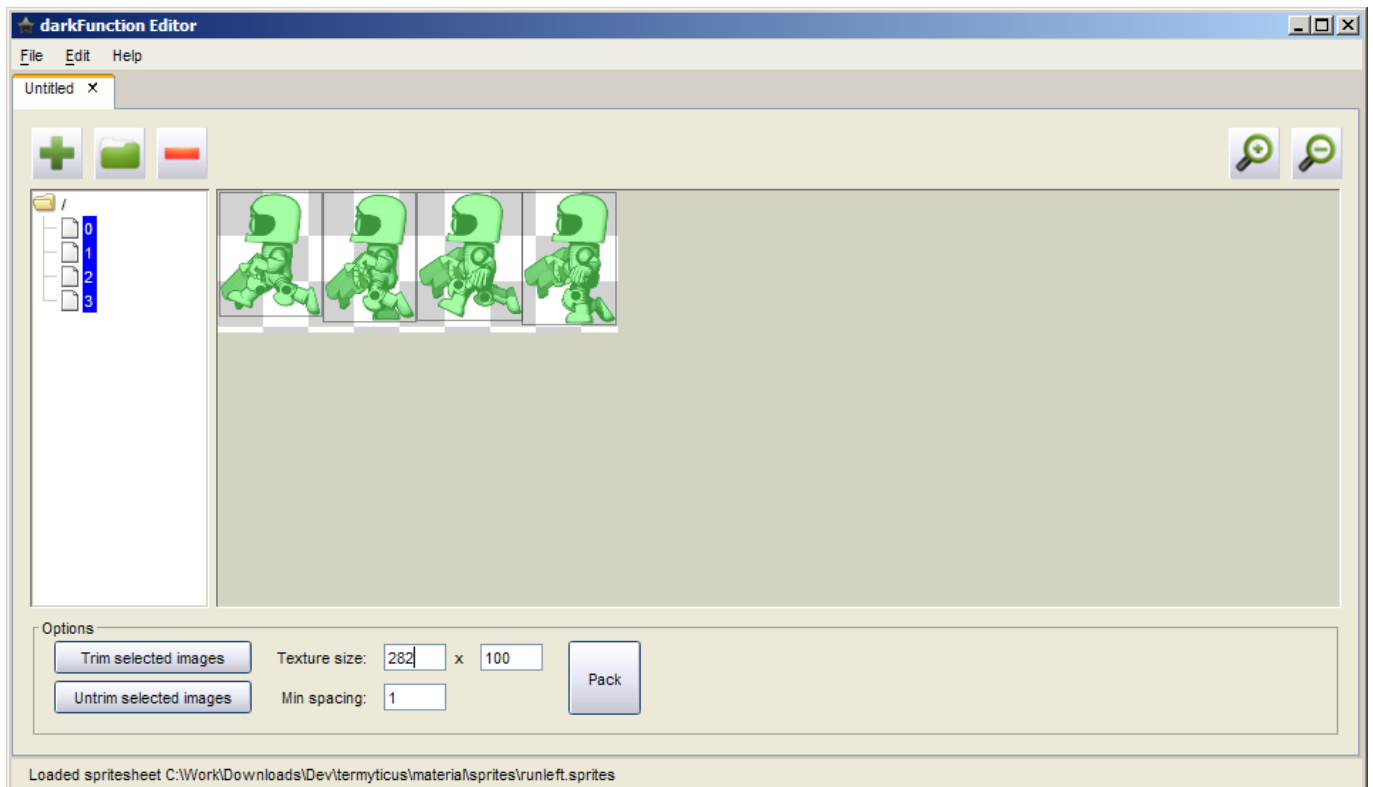 darkFunction Editor
File Edit Help
Untitled
/
0
1
2
3
Options
Trim selected images Texture size: 282 x 100
Pack
Untrim selected images Min spacing: 1
Loaded spritesheet C:\Work\Downloads\Dev\termyticus\material\sprites\runleft.sprites